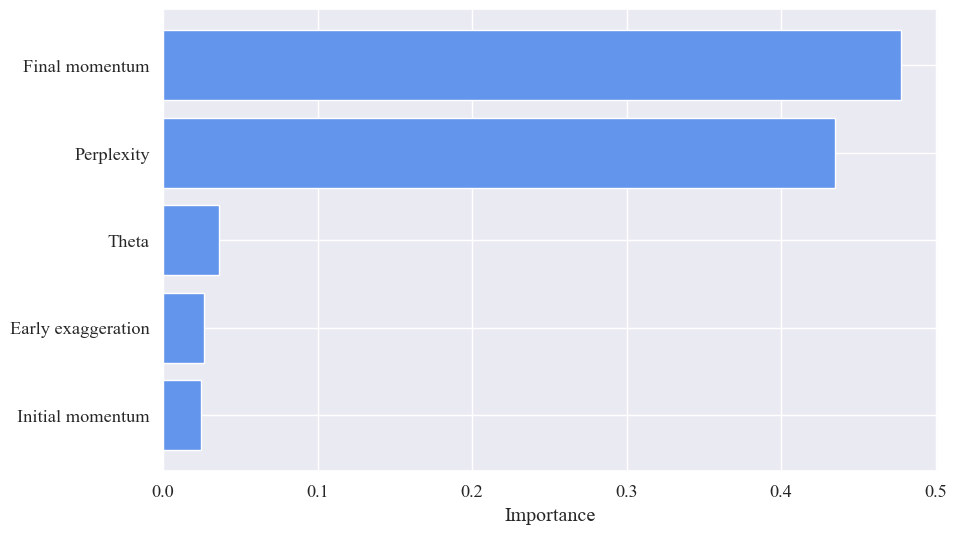 Final momentum
Perplexity
Theta
Early exaggeration
Initial momentum
0.0 0.1 0.2 0.3 0.4 0.5
Importance